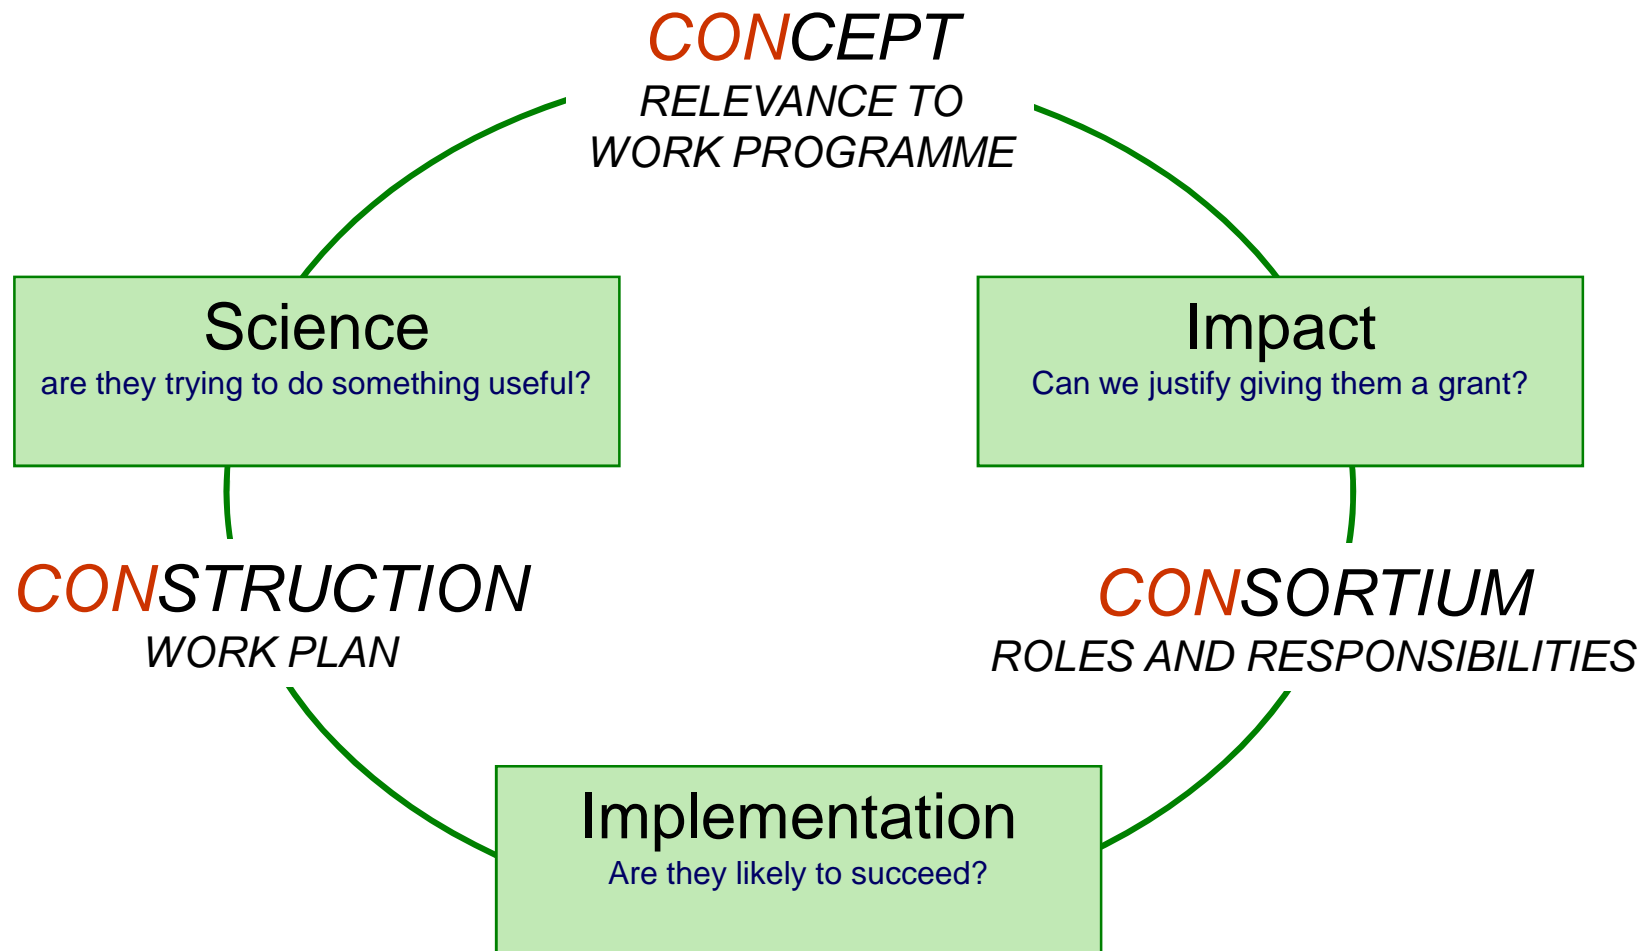 CONCEPT
RELEVANCE TO
WORK PROGRAMME
Science
are they trying to do something useful?
Impact
Can we justify giving them a grant?
CONSTRUCTION
WORK PLAN
CONSORTIUM
ROLES AND RESPONSIBILITIES
Implementation
Are they likely to succeed?